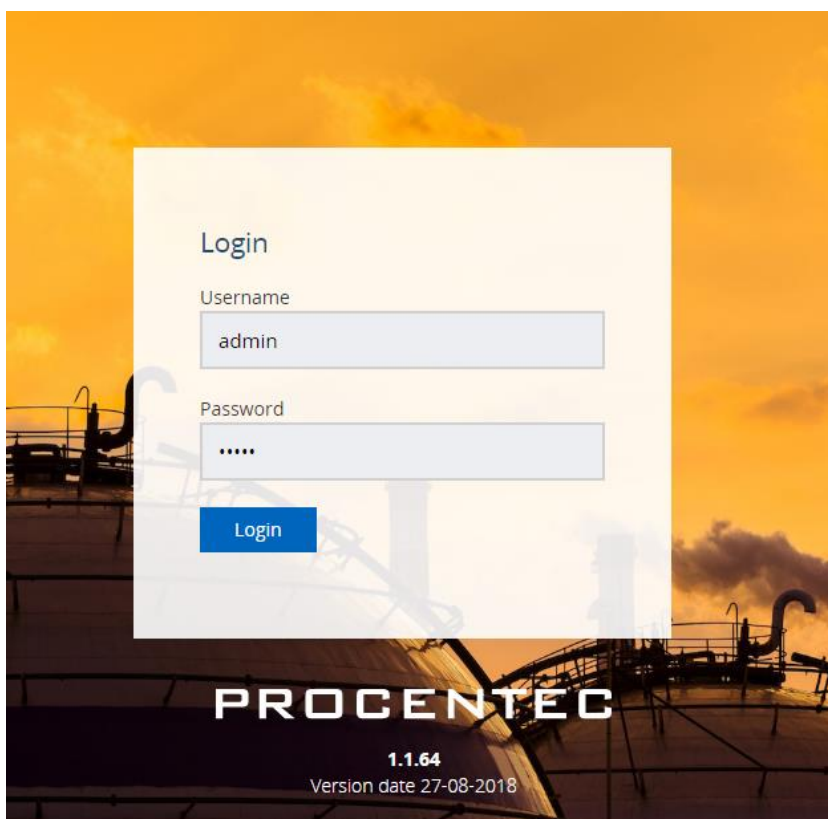 Login
Username
admin
Password
•••••
Login
PROCENTEC
1.1.64
Version date 27-08-2018